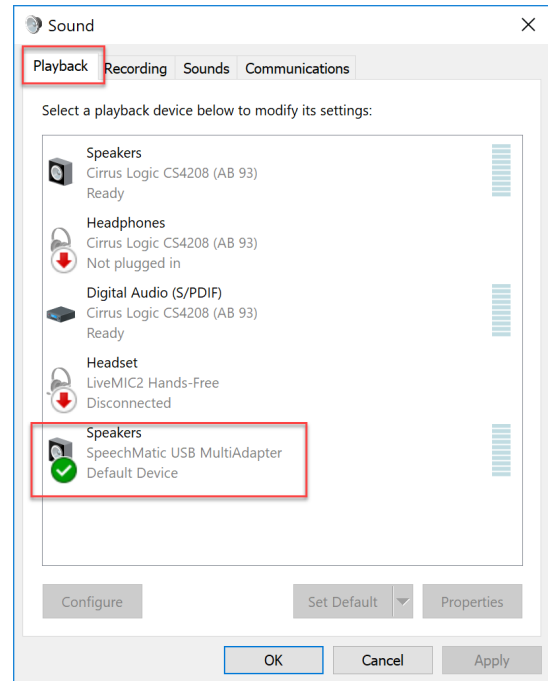 Sound
Playback Recording Sounds Communications
Select a playback device below to modify its settings:
Speakers
Cirrus Logic CS4208 (AB 93)
Ready
Headphones
Cirrus Logic CS4208 (AB 93)
Not plugged in
Digital Audio (S/PDIF)
Cirrus Logic CS4208 (AB 93)
Ready
Headset
LiveMIC2 Hands-Free
Disconnected
Speakers
SpeechMatic USB MultiAdapter
Default Device
Configure Set Default Properties
OK Cancel Apply